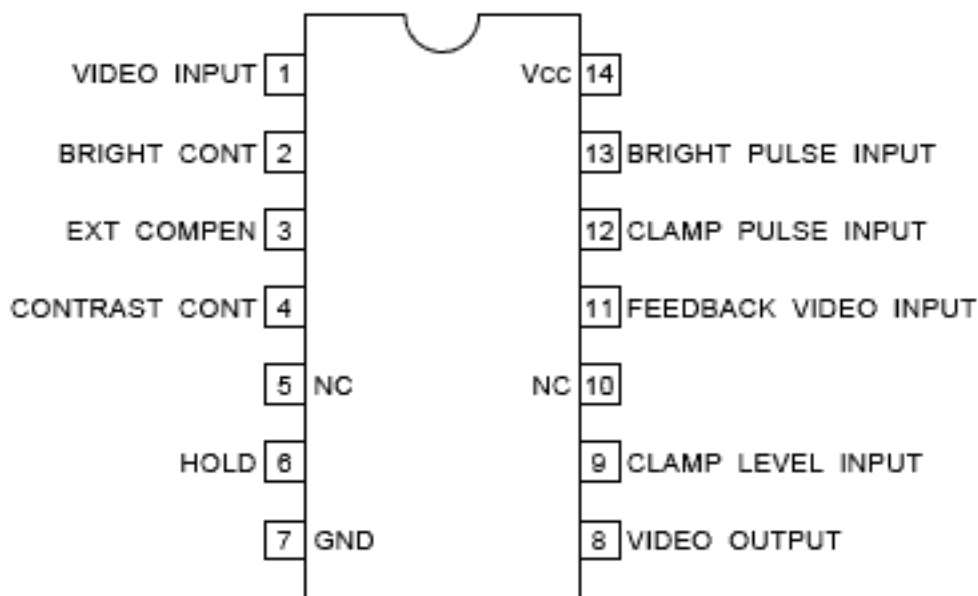 VIDEO INPUT 1 Vcc 14
BRIGHT CONT 2 13 BRIGHT PULSE INPUT
EXT COMPEN 3 12 CLAMP PULSE INPUT
CONTRAST CONT 4 11 FEEDBACK VIDEO INPUT
5 NC NC 10
HOLD 6 9 CLAMP LEVEL INPUT
7 GND 8 VIDEO OUTPUT